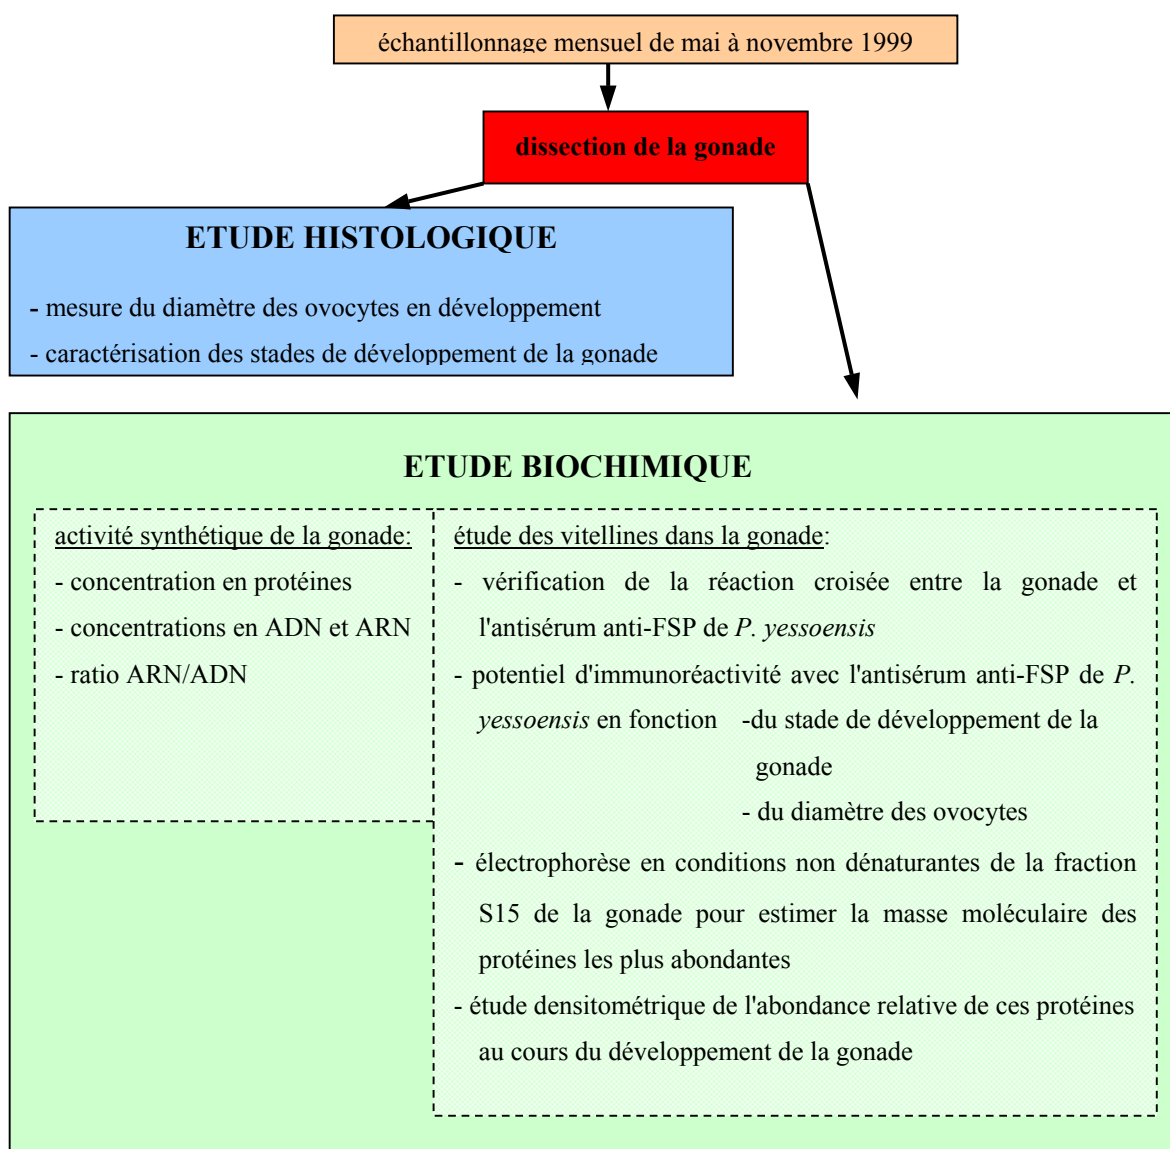 échantillonnage mensuel de mai à novembre 1999
dissection de la gonade
ETUDE HISTOLOGIQUE
- mesure du diamètre des ovocytes en développement
- caractérisation des stades de développement de la gonade
ETUDE BIOCHIMIQUE
activité synthétique de la gonade:
- concentration en protéines
- concentrations en ADN et ARN
- ratio ARN/ADN
étude des vitellines dans la gonade:
- vérification de la réaction croisée entre la gonade et
l'antisérum anti-FSP de P. yessoensis
- potentiel d'immunoréactivité avec l'antisérum anti-FSP de P.
yessoensis en fonction -du stade de développement de la
gonade
- du diamètre des ovocytes
- électrophorèse en conditions non dénaturantes de la fraction
S15 de la gonade pour estimer la masse moléculaire des
protéines les plus abondantes
- étude densitométrique de l'abondance relative de ces protéines
au cours du développement de la gonade